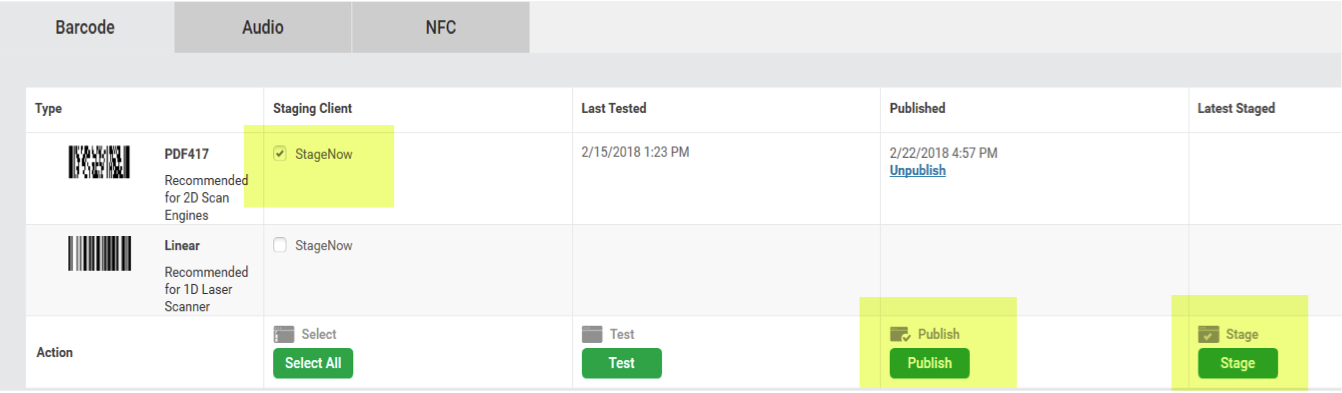 Barcode Audio NFC
Type Staging Client Last Tested Published Latest Staged
PDF417 StageNow 2/15/2018 1:23 PM 2/22/2018 4:57 PM
Unpublish
Recommended
for 2D Scan
Engines
Linear StageNow
Recommended
for 1D Laser
Scanner
Select Test Publish Stage
Action
Select All Test Publish Stage